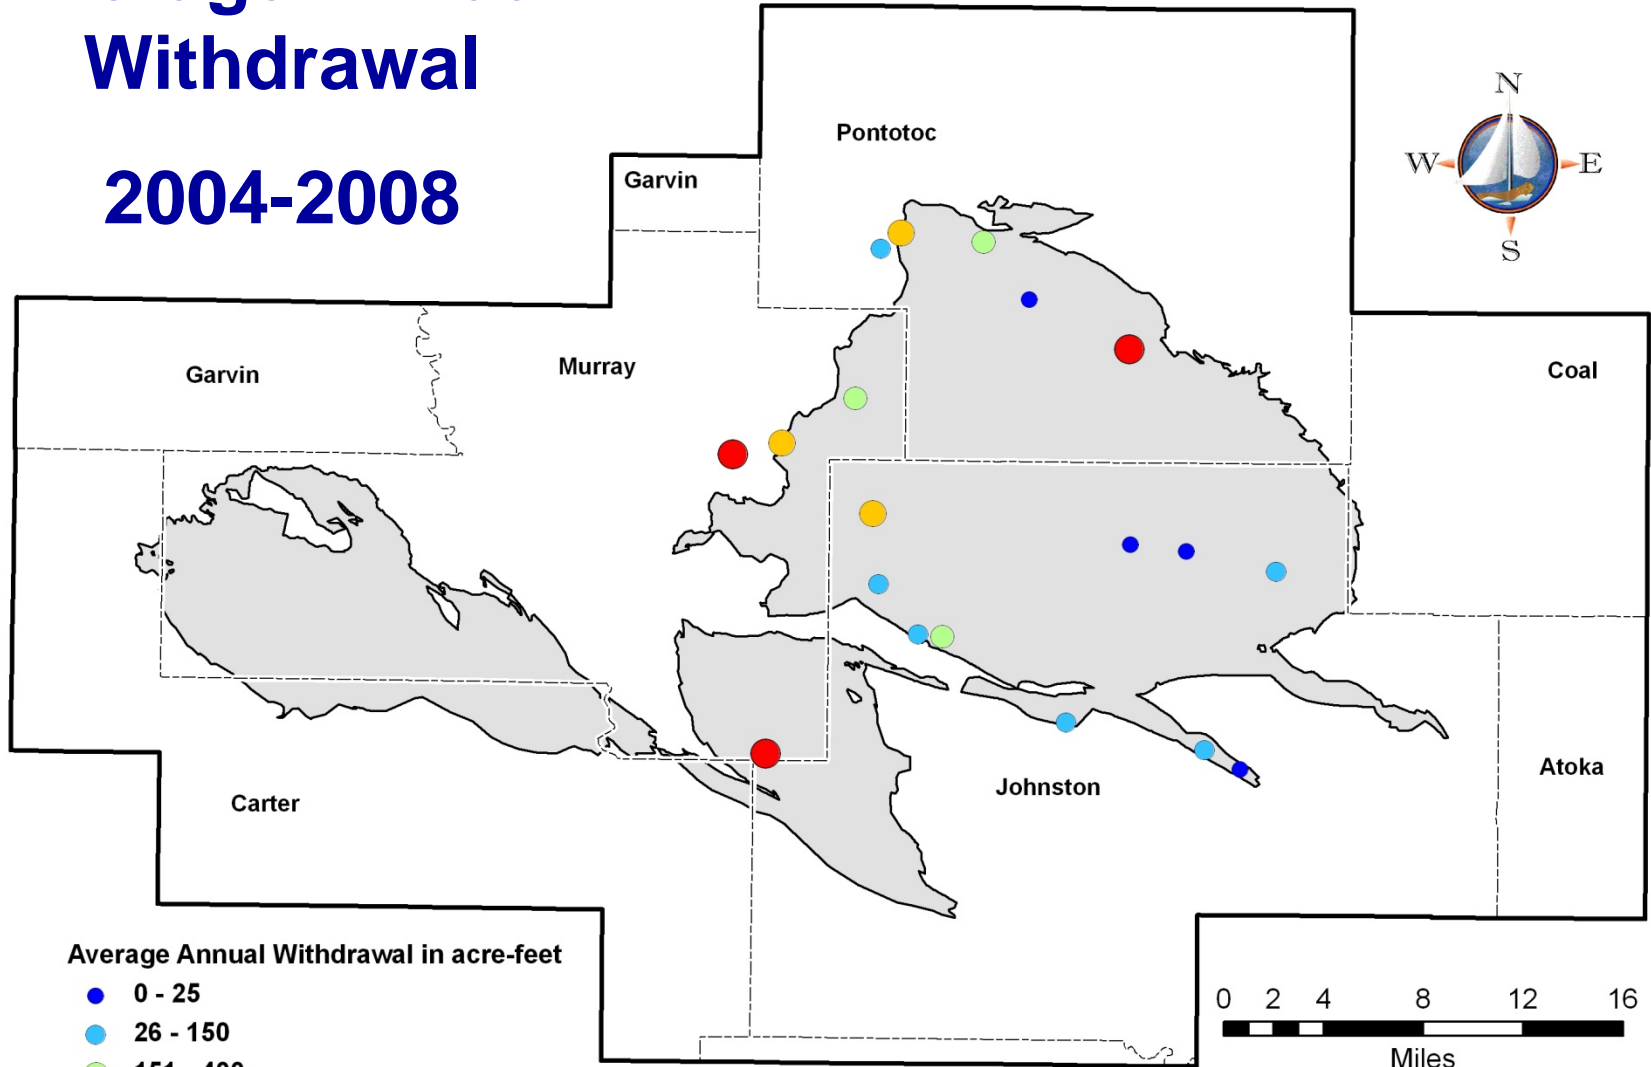 Withdrawal
2004-2008
N
W
E
S
Pontotoc
Garvin
Garvin
Murray
Coal
Carter
Johnston
Atoka
Average Annual Withdrawal in acre-feet
0 - 25
26 - 150
0 2 4 8 12 16
Miles